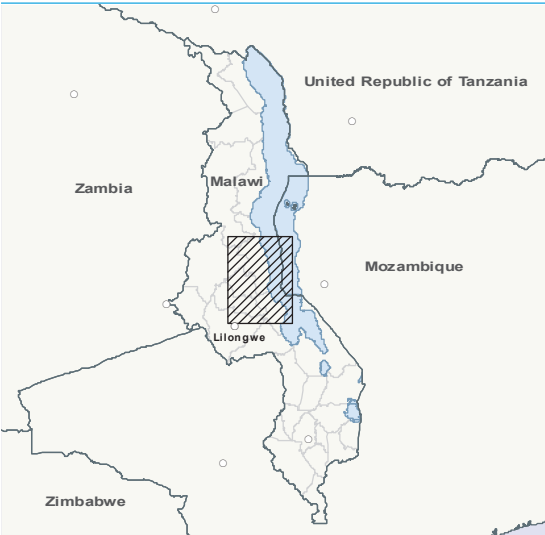 United Republic of Tanzania
Malawi
Zambia
Mozambique
Lilongwe
Zimbabwe